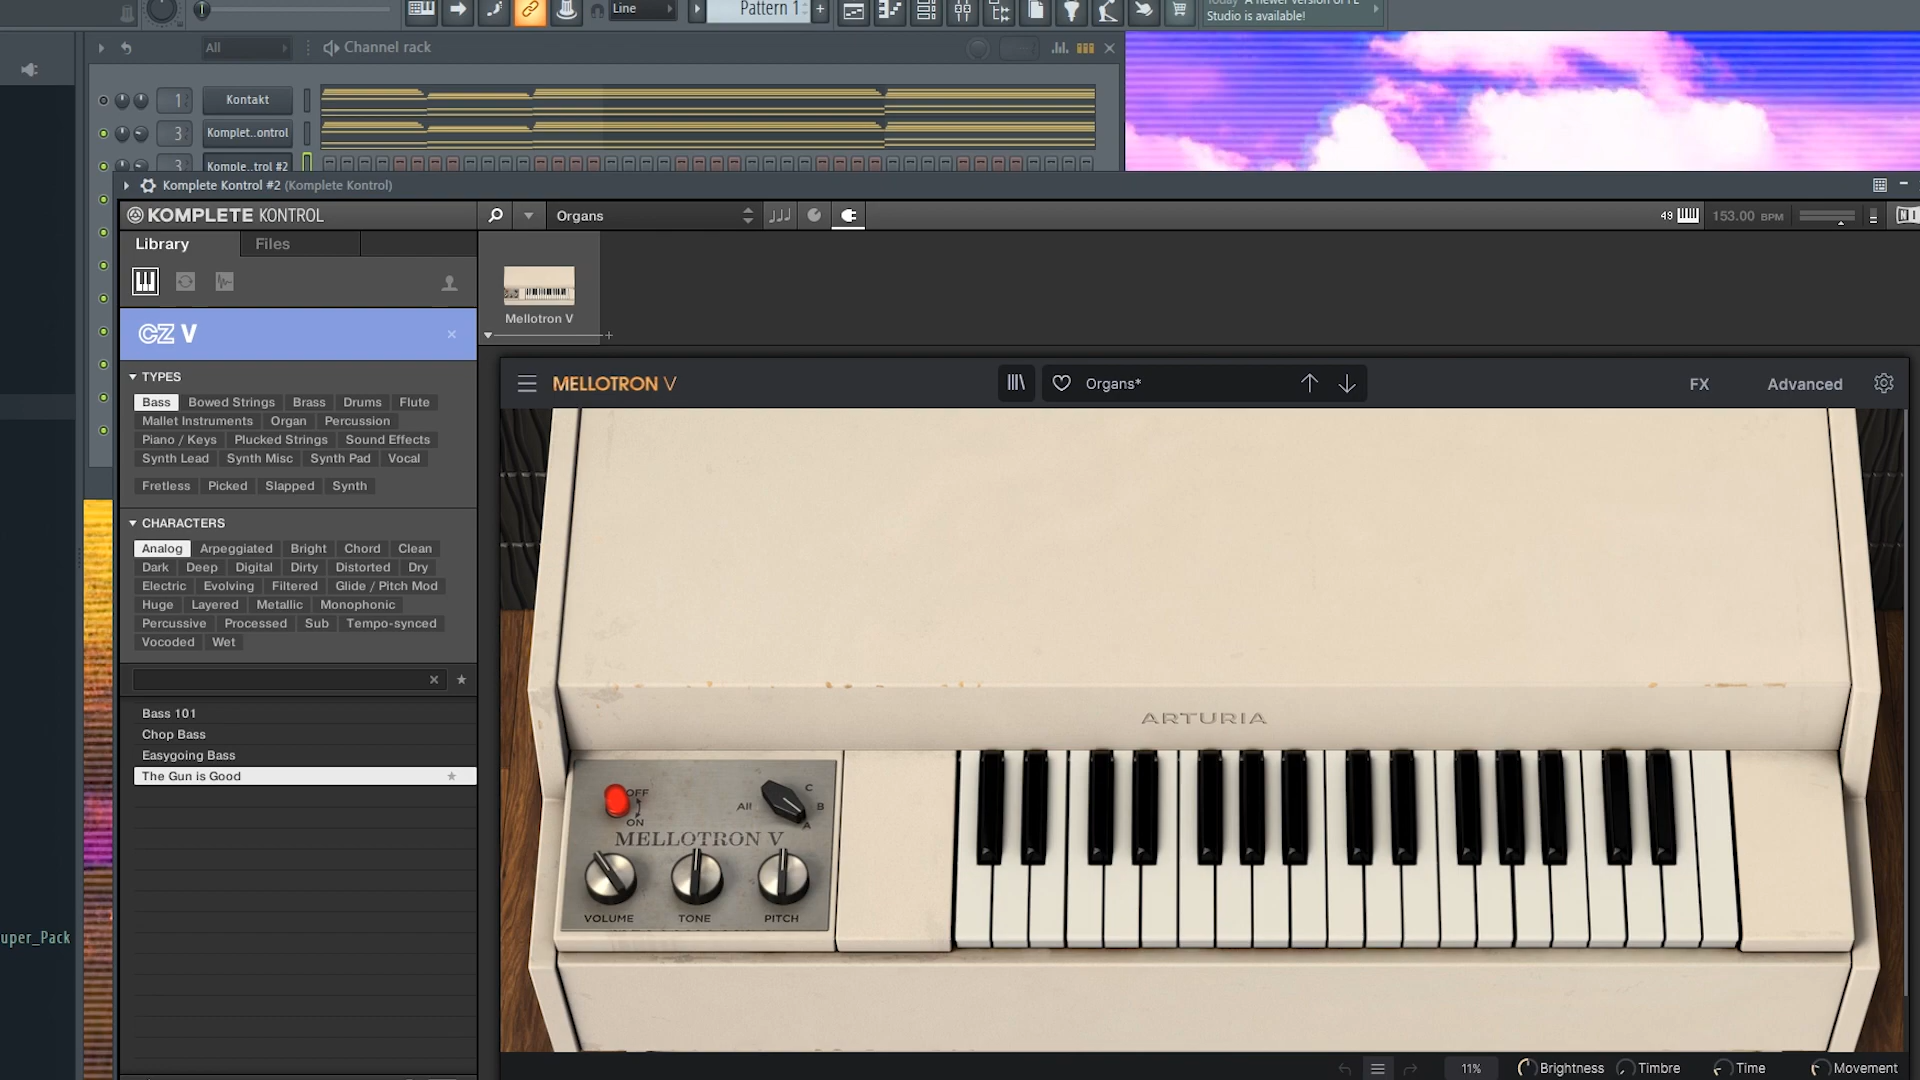 Line
Pattern 1
Today A newer version of FL
Studio is available!
All
Channel rack
1
Kontakt
3
Komplet..ontrol
3
Komple..trol #2
Komplete Kontrol #2 (Komplete Kontrol)
KOMPLETE KONTROL
Organs
49
153.00 BPM
Library
Files
Mellotron V
CZ V
MELLOTRON V
Organs*
FX
Advanced
TYPES
Bass Bowed Strings Brass Drums Flute
Mallet Instruments Organ Percussion
Piano / Keys Plucked Strings Sound Effects
Synth Lead Synth Misc Synth Pad Vocal
Fretless Picked Slapped Synth
CHARACTERS
Analog Arpeggiated Bright Chord Clean
Dark Deep Digital Dirty Distorted Dry
Electric Evolving Filtered Glide / Pitch Mod
Huge Layered Metallic Monophonic
Percussive Processed Sub Tempo-synced
Vocoded Wet
Bass 101
Chop Bass
Easygoing Bass
The Gun is Good
ARTURIA
OFF
ON
All
C
B
A
MELLOTRON V
VOLUME TONE PITCH
uper_Pack
11%
Brightness
Timbre
Time
Movement